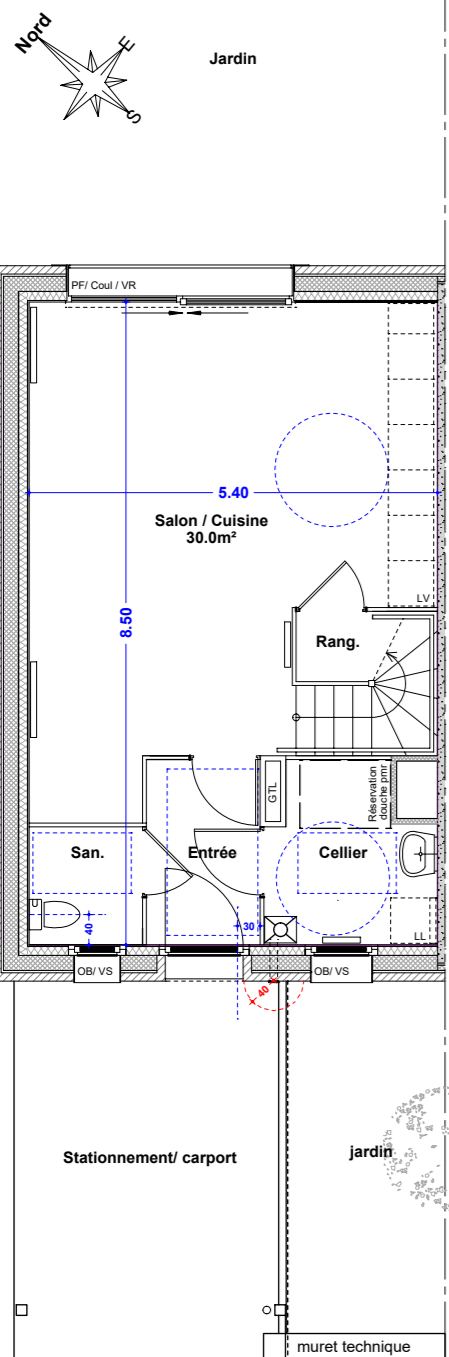 Nord
E
S
Jardin
PF/ Coul / VR
5.40
Salon / Cuisine
30.0m²
8.50
LV
Rang.
GTL
Réservation
douche pmr
San.
Entrée
Cellier
40
30
LL
OB/ VS
OB/ VS
40
Stationnement/ carport
jardin
muret technique